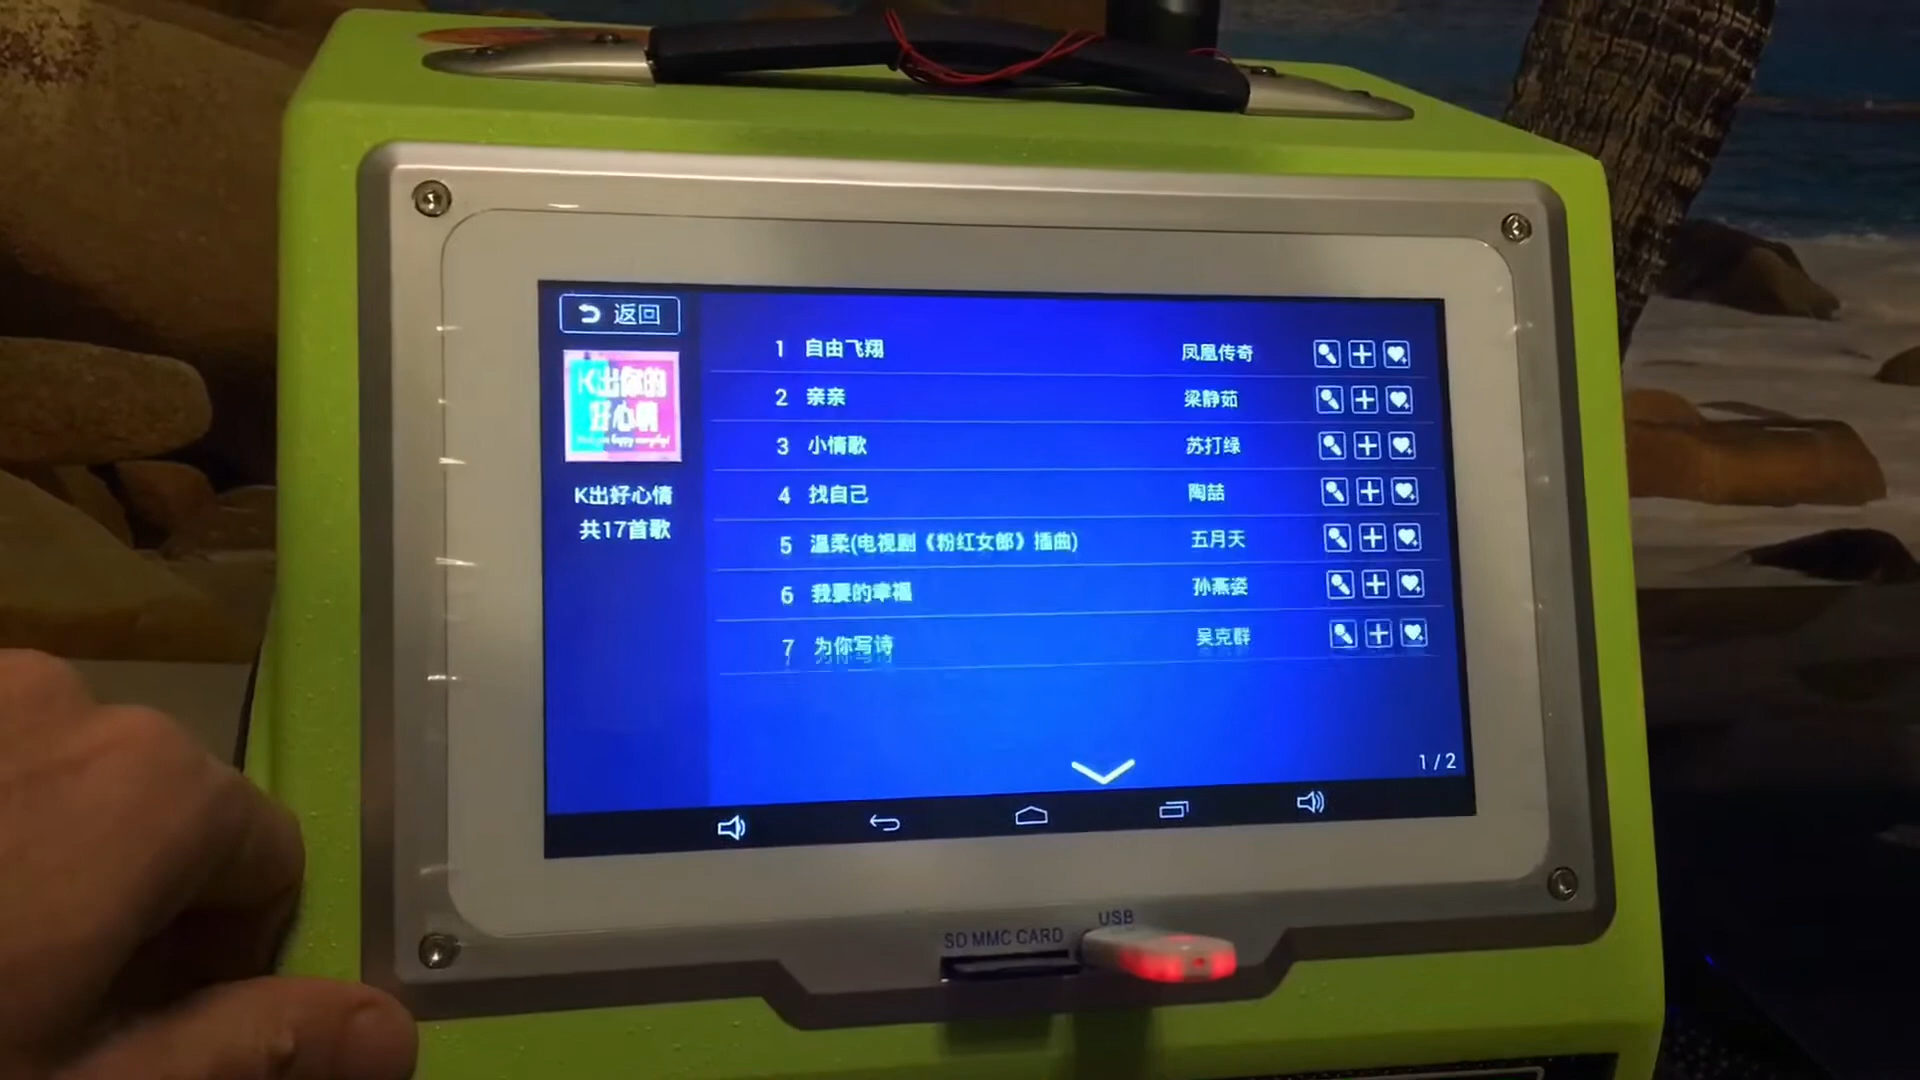 返回
K出你的
好心情
K出好心情
共17首歌
1 自由飞翔 凤凰传奇
2 亲亲 梁静茹
3 小情歌 苏打绿
4 找自己 陶喆
5 温柔(电视剧《粉红女郎》插曲) 五月天
6 我要的幸福 孙燕姿
7 为你写诗 吴克群
1 / 2
USB
SD MMC CARD